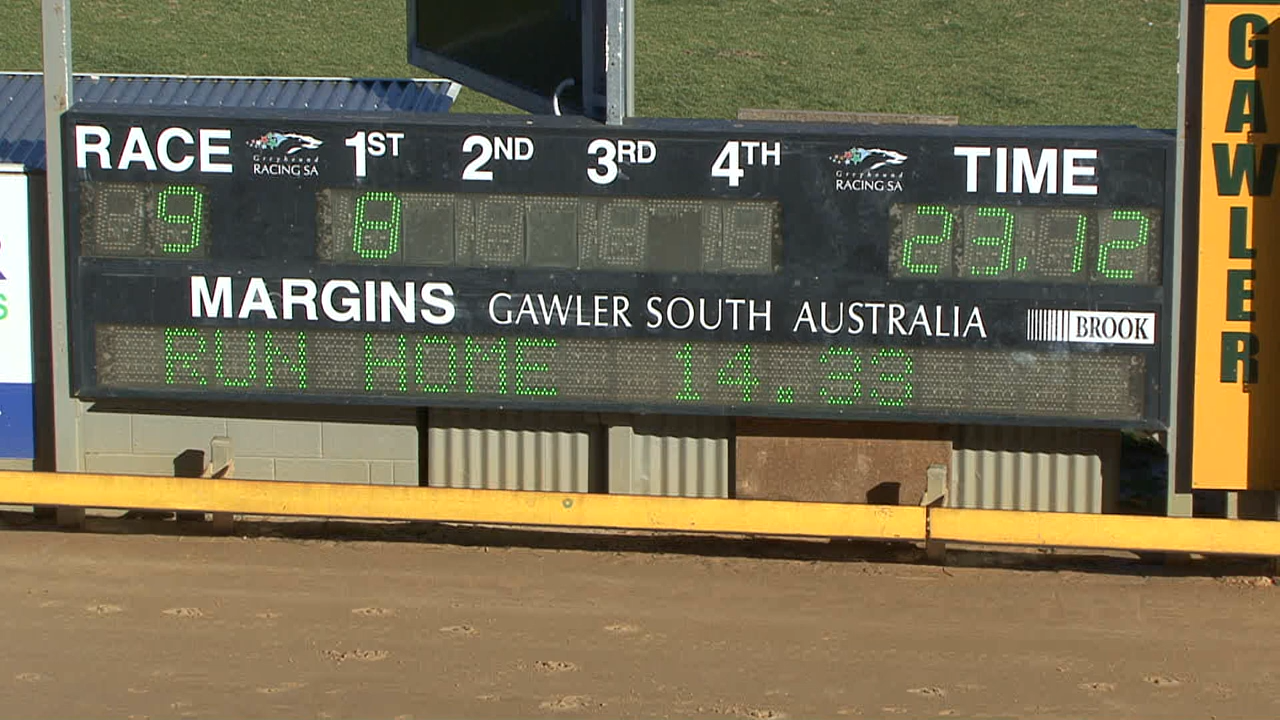 RACE Greyhound RACING SA 1ST 2ND 3RD 4TH Greyhound RACING SA TIME
9 8 23.12
MARGINS GAWLER SOUTH AUSTRALIA BROOK
RUN HOME 14.33
GAWLER